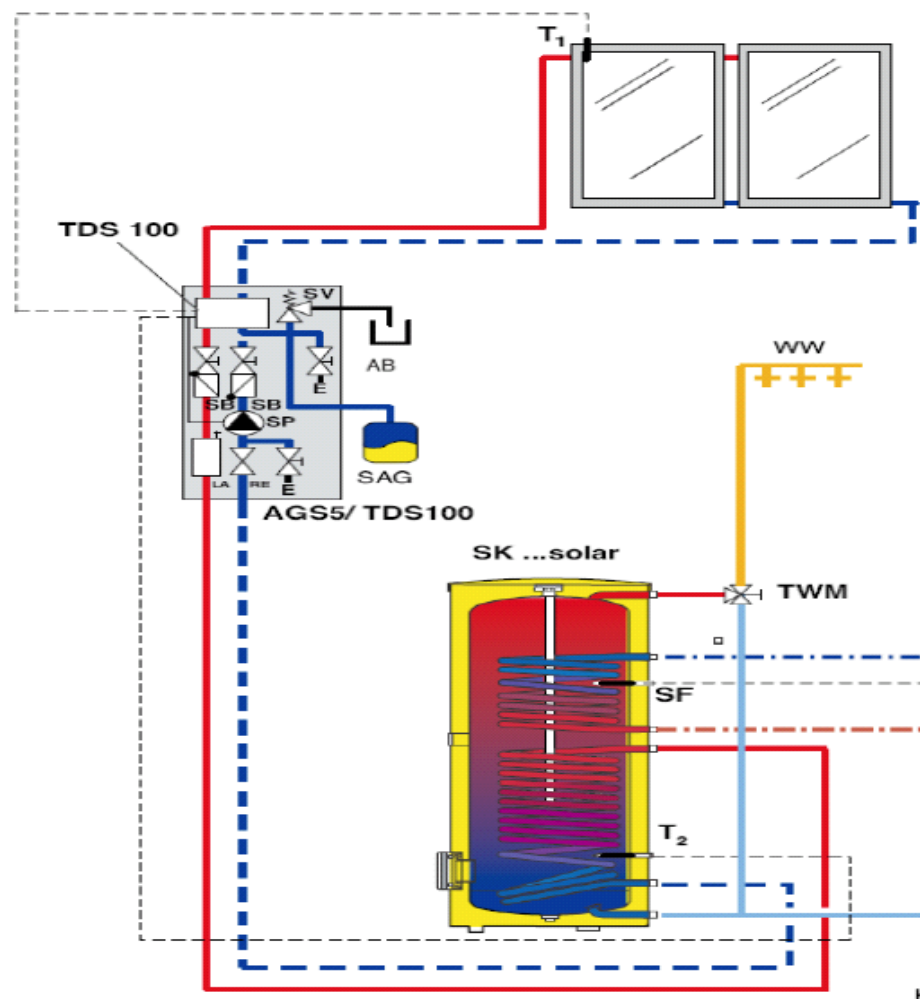 T1
TDS 100
SV
AB
WW
E
SB SB
SP
SAG
LA RE
E
AGS5/ TDS100
SK ...solar
TWM
SF
T2